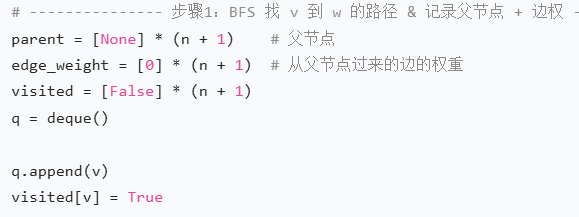 # --------------- 步骤1：BFS 找 v 到 w 的路径 & 记录父节点 + 边权 -
parent = [None] * (n + 1)    # 父节点
edge_weight = [0] * (n + 1)  # 从父节点过来的边的权重
visited = [False] * (n + 1)
q = deque()

q.append(v)
visited[v] = True